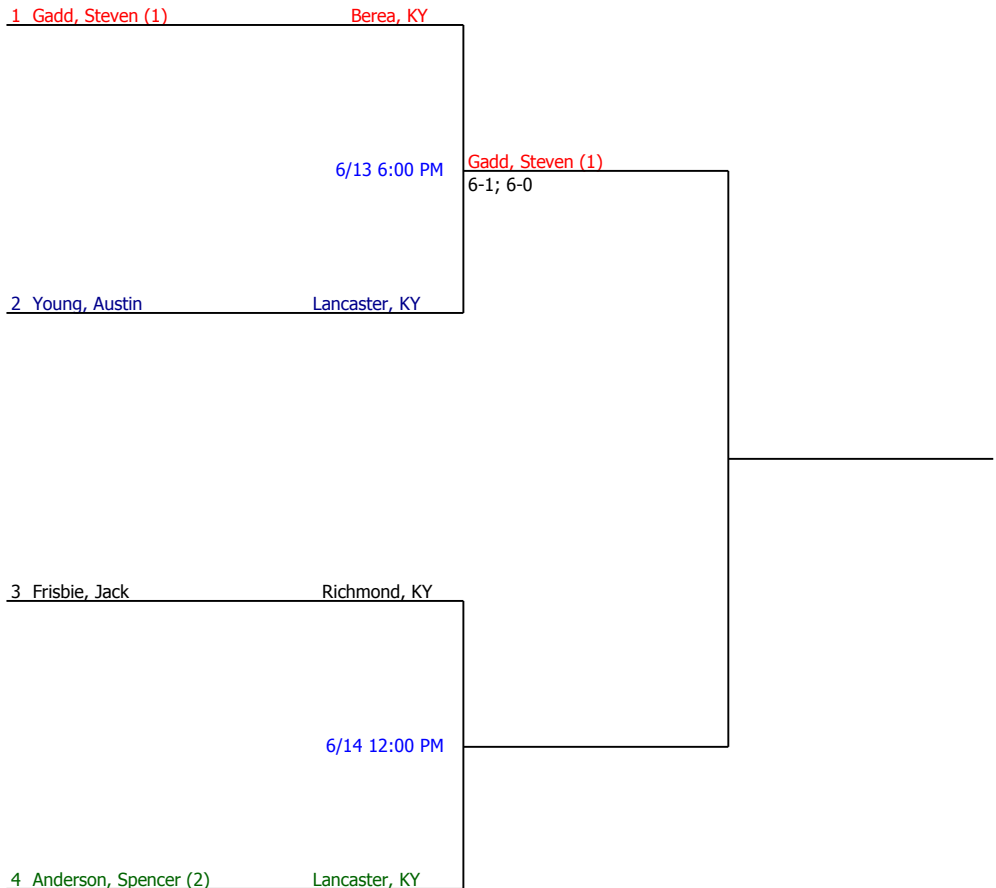 1 Gadd, Steven (1) Berea, KY
6/13 6:00 PM
Gadd, Steven (1)
6-1; 6-0
2 Young, Austin Lancaster, KY
3 Frisbie, Jack Richmond, KY
6/14 12:00 PM
4 Anderson, Spencer (2) Lancaster, KY